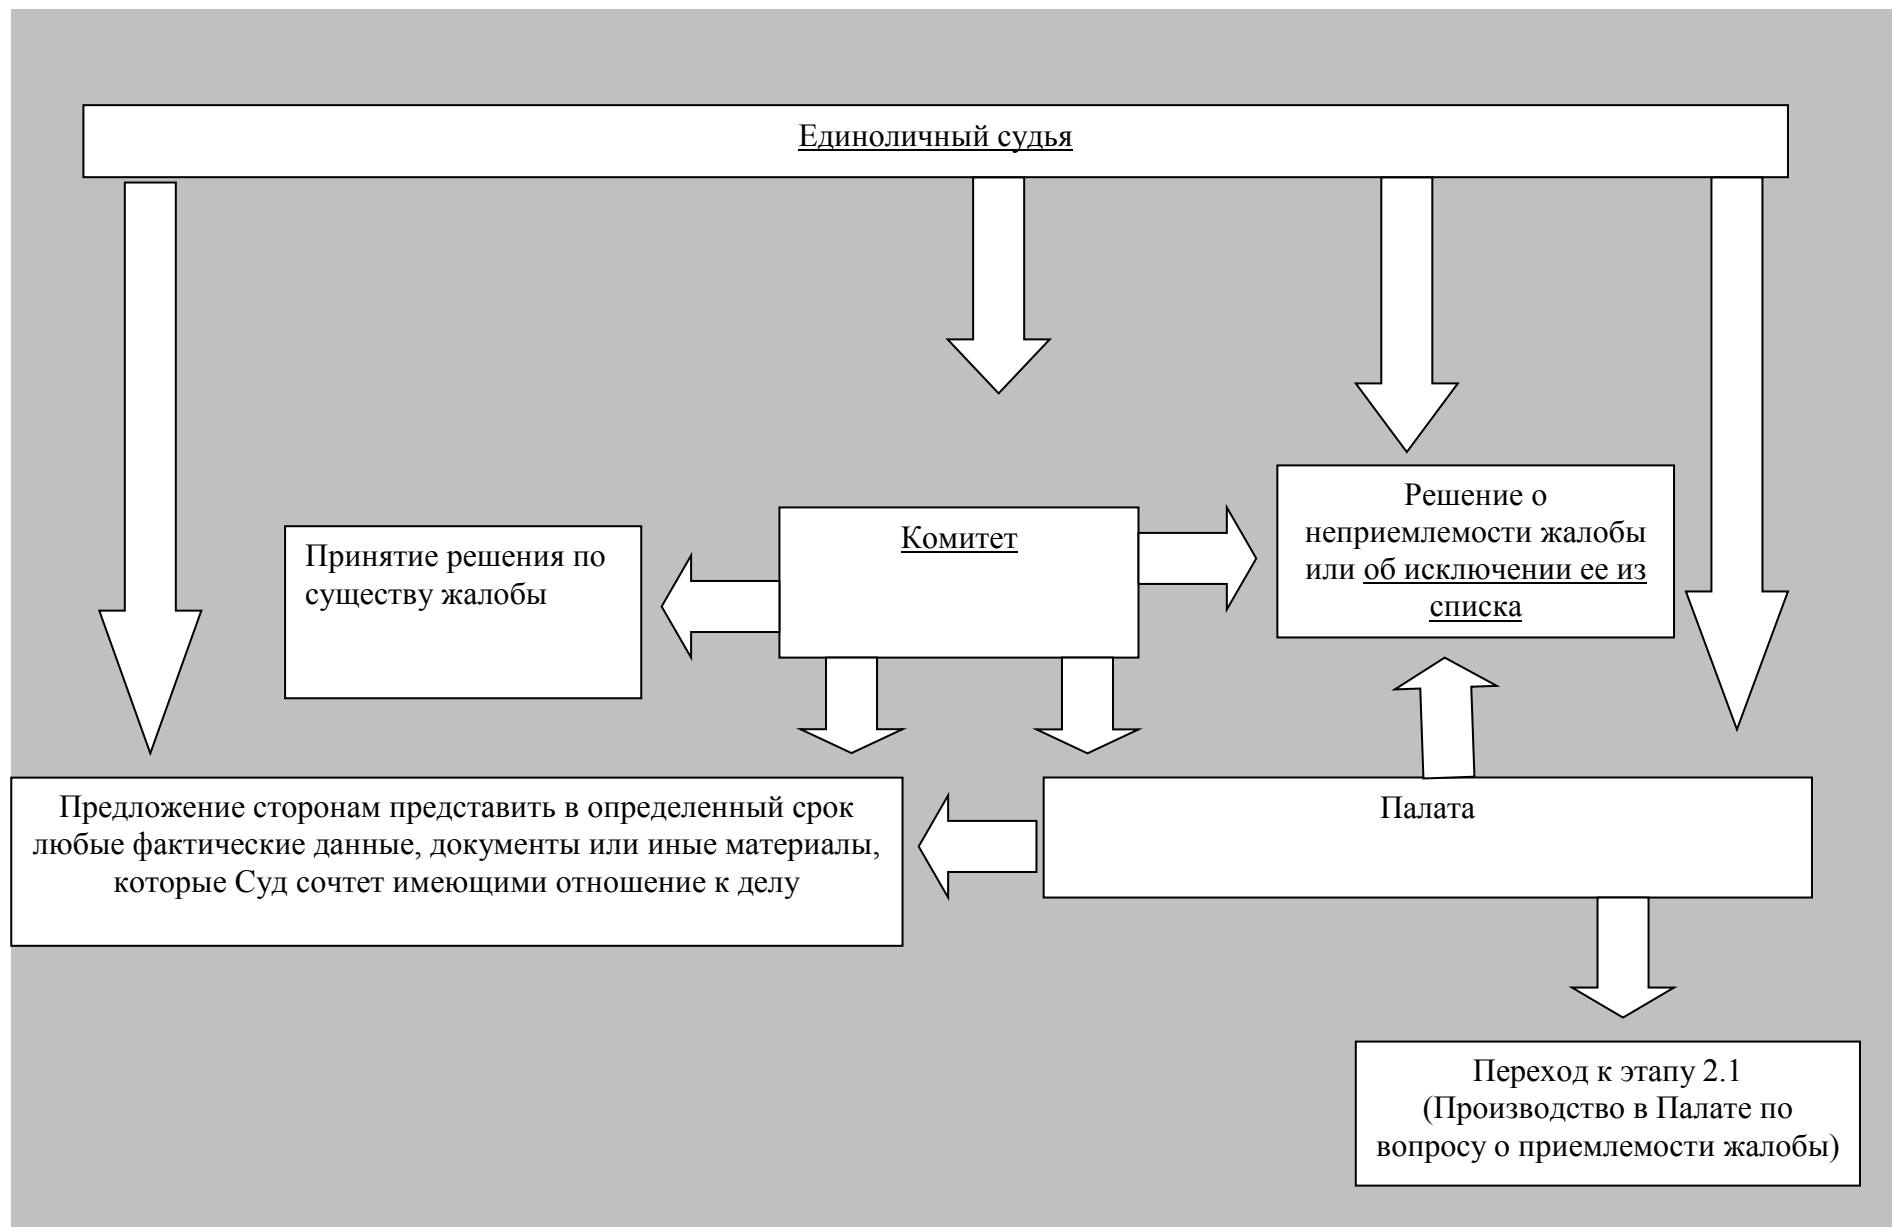 Единоличный судья
Решение о
неприемлемости жалобы
или об исключении ее из
списка
Комитет
Принятие решения по
существу жалобы
Предложение сторонам представить в определенный срок
любые фактические данные, документы или иные материалы,
которые Суд сочтет имеющими отношение к делу
Палата
Переход к этапу 2.1
(Производство в Палате по
вопросу о приемлемости жалобы)